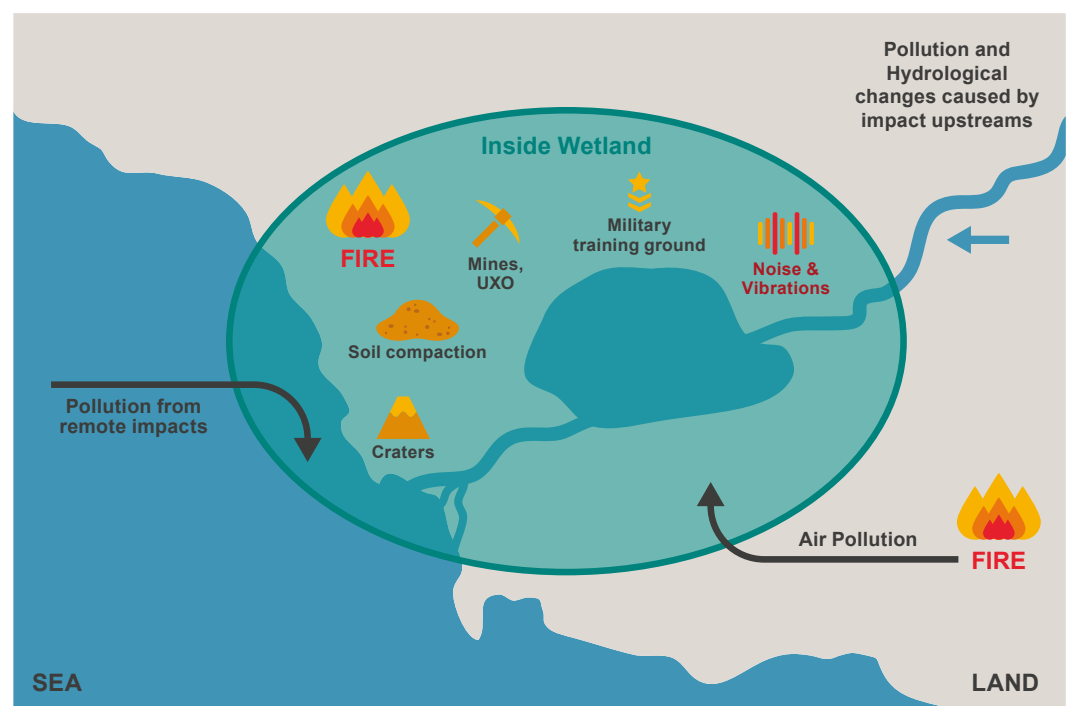 Pollution and
Hydrological
changes caused by
impact upstreams
Inside Wetland
FIRE
Mines,
UXO
Military
training ground
Noise &
Vibrations
Soil compaction
Pollution from
remote impacts
Craters
Air Pollution
FIRE
SEA
LAND